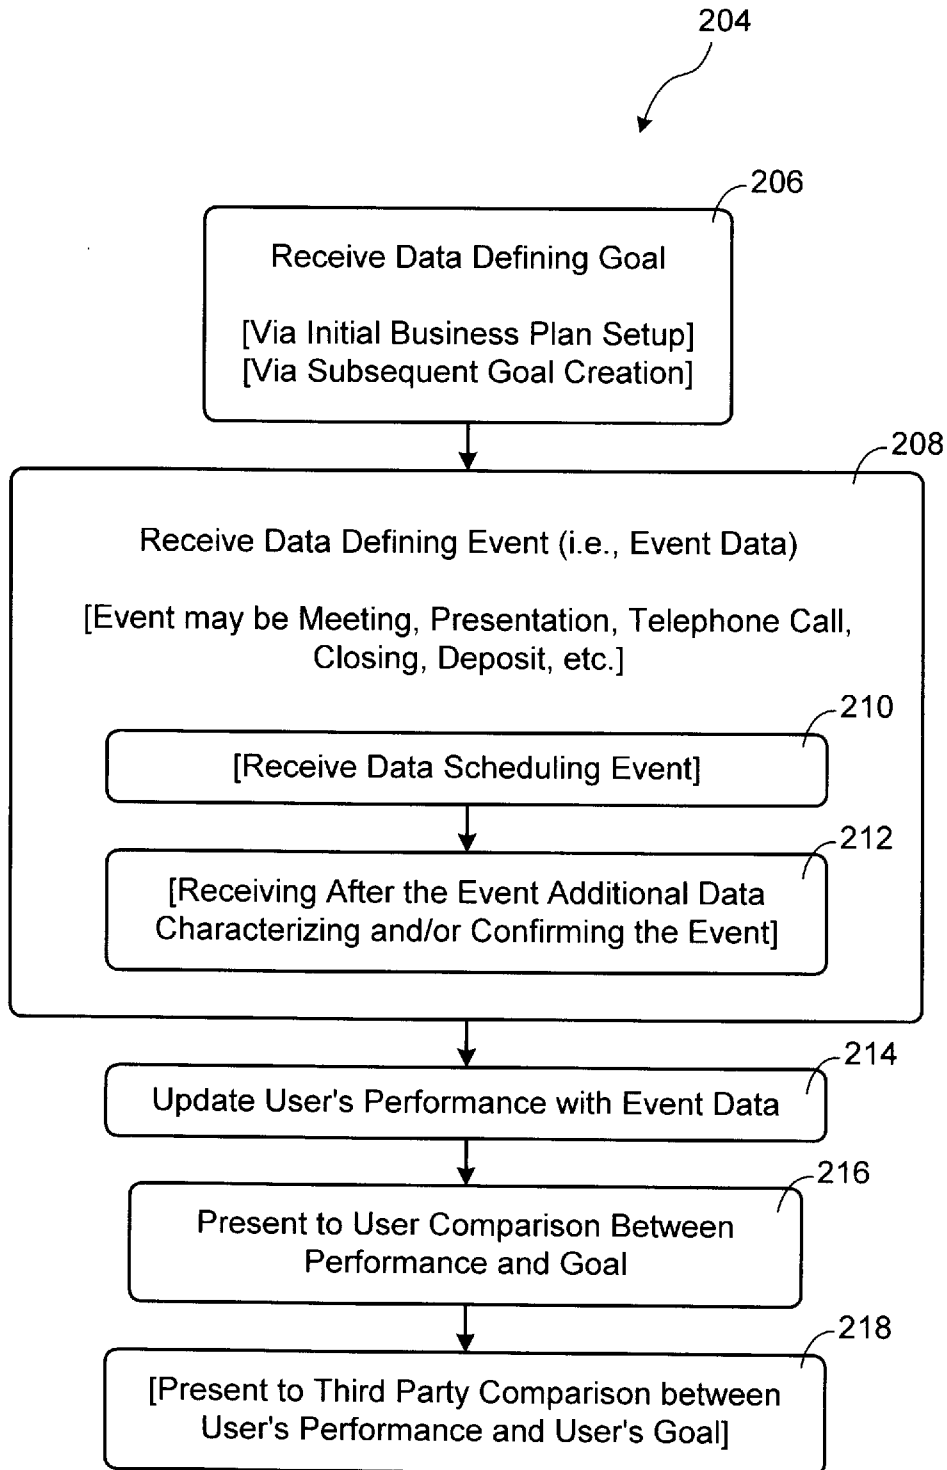 204
206
Receive Data Defining Goal
[Via Initial Business Plan Setup]
[Via Subsequent Goal Creation]
208
Receive Data Defining Event (i.e., Event Data)
[Event may be Meeting, Presentation, Telephone Call,
Closing, Deposit, etc.]
210
[Receive Data Scheduling Event]
212
[Receiving After the Event Additional Data
Characterizing and/or Confirming the Event]
214
Update User's Performance with Event Data
216
Present to User Comparison Between
Performance and Goal
218
[Present to Third Party Comparison between
User's Performance and User's Goal]